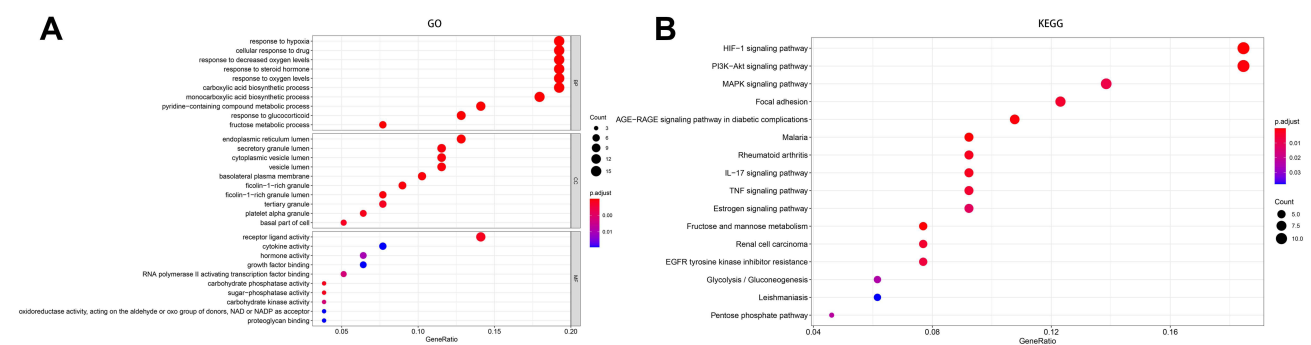 A
GO
response to hypoxia
cellular response to drug
response to decreased oxygen levels
response to steroid hormone
response to oxygen levels
carboxylic acid biosynthetic process
monocarboxylic acid biosynthetic process
pyridine−containing compound metabolic process
response to glucocorticoid
fructose metabolic process
BP
endoplasmic reticulum lumen
secretory granule lumen
cytoplasmic vesicle lumen
vesicle lumen
basolateral plasma membrane
ficolin−1−rich granule
ficolin−1−rich granule lumen
tertiary granule
platelet alpha granule
basal part of cell
CC
receptor ligand activity
cytokine activity
hormone activity
growth factor binding
RNA polymerase II activating transcription factor binding
carbohydrate phosphatase activity
sugar−phosphatase activity
carbohydrate kinase activity
oxidoreductase activity, acting on the aldehyde or oxo group of donors, NAD or NADP as acceptor
proteoglycan binding
MF
0.05 0.10 0.15 0.20
GeneRatio
Count
3
6
9
12
15
p.adjust
0.00
0.01
B
KEGG
HIF−1 signaling pathway
PI3K−Akt signaling pathway
MAPK signaling pathway
Focal adhesion
AGE−RAGE signaling pathway in diabetic complications
Malaria
Rheumatoid arthritis
IL−17 signaling pathway
TNF signaling pathway
Estrogen signaling pathway
Fructose and mannose metabolism
Renal cell carcinoma
EGFR tyrosine kinase inhibitor resistance
Glycolysis / Gluconeogenesis
Leishmaniasis
Pentose phosphate pathway
0.04 0.08 0.12 0.16
GeneRatio
p.adjust
0.01
0.02
0.03
Count
5.0
7.5
10.0